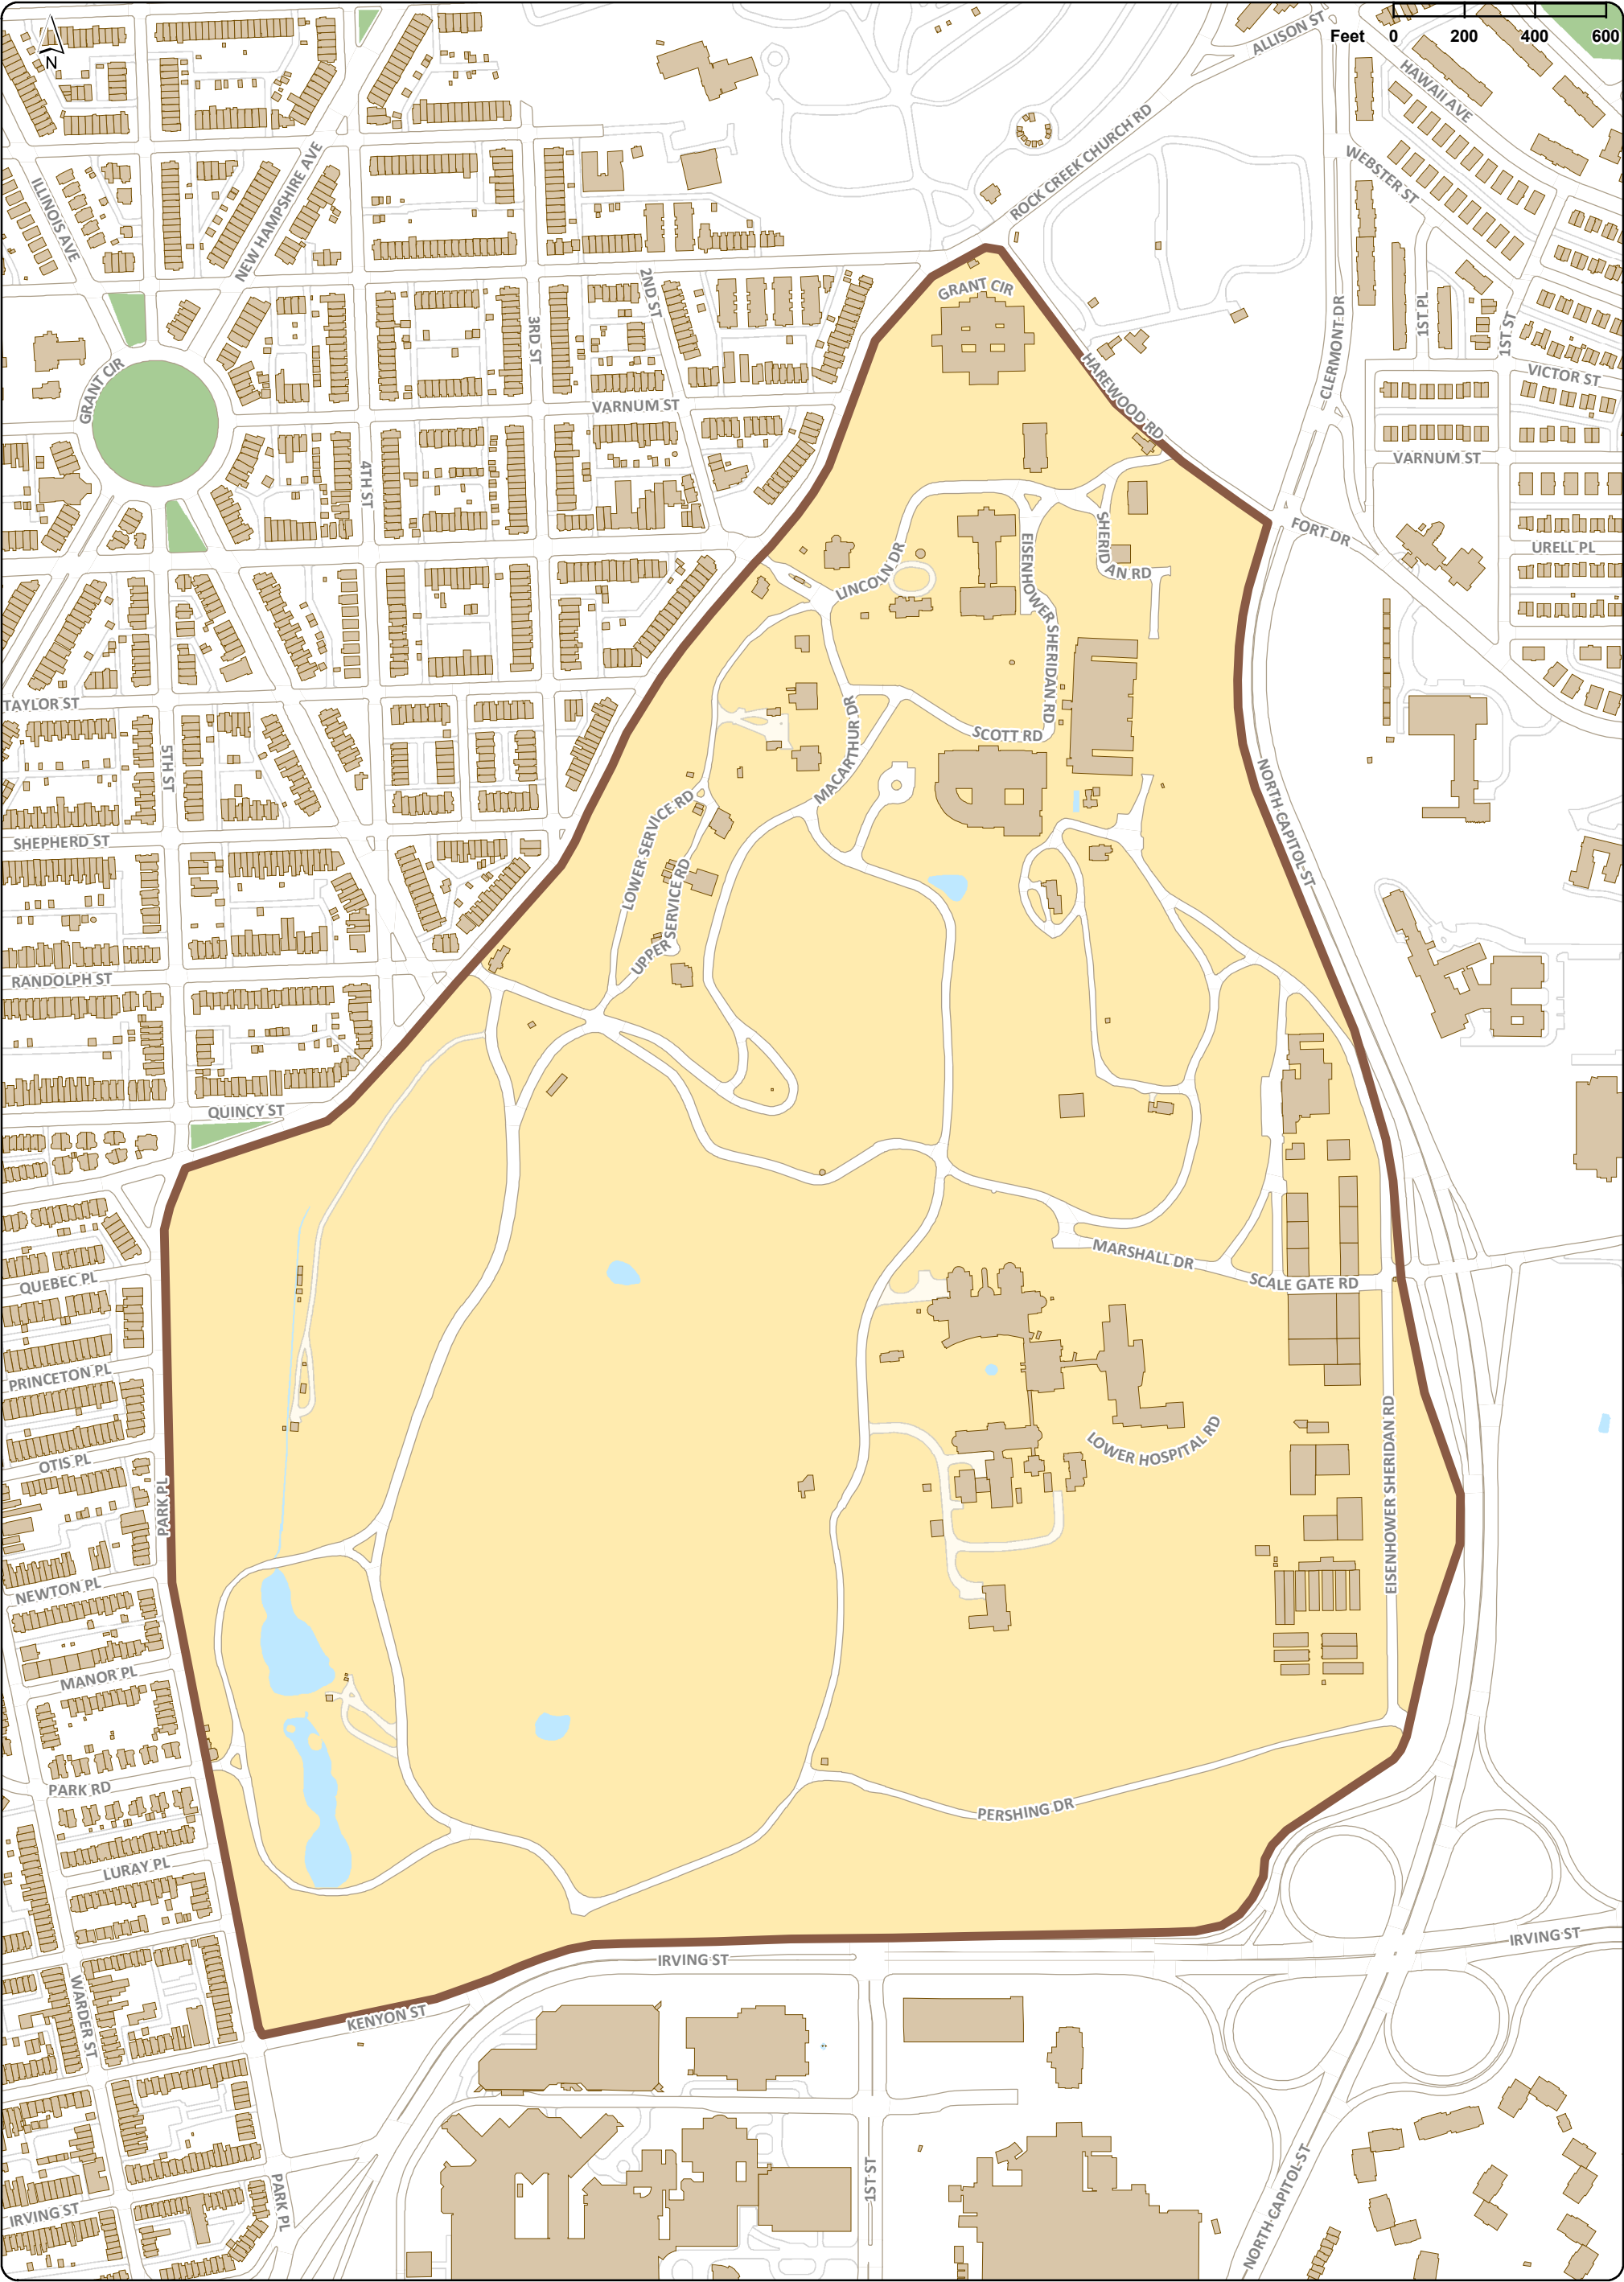 ALLISON ST
Feet 0 200 400 600
N
HAWAII AVE
ROCK CREEK CHURCH RD
WEBSTER ST
ILLINOIS AVE
NEW HAMPSHIRE AVE
2ND ST
GRANT CIR
3RD ST
1ST PL
1ST ST
CLERMONT DR
GRANT CIR
HAREWOOD RD
VICTOR ST
VARNUM ST
VARNUM ST
4TH ST
FORT DR
URELL PL
SHERIDAN RD
LINCOLN DR
EISENHOWER SHERIDAN RD
TAYLOR ST
MACARTHUR DR
SCOTT RD
5TH ST
NORTH CAPITOL ST
SHEPHERD ST
LOWER SERVICE RD
UPPER SERVICE RD
RANDOLPH ST
QUINCY ST
MARSHALL DR
SCALE GATE RD
QUEBEC PL
PRINCETON PL
LOWER HOSPITAL RD
OTIS PL
PARK PL
EISENHOWER SHERIDAN RD
NEWTON PL
MANOR PL
PARK RD
PERSHING DR
LURAY PL
IRVING ST
IRVING ST
WARDER ST
KENYON ST
1ST ST
PARK PL
NORTH CAPITOL ST
IRVING ST